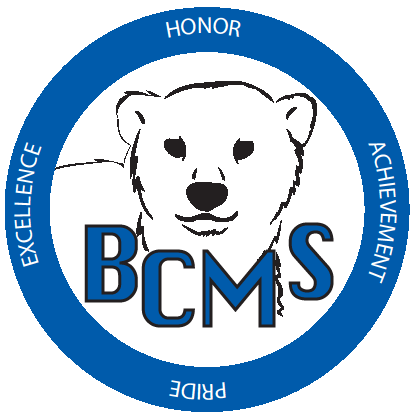 HONOR
EXCELLENCE
ACHIEVEMENT
BCMS
PRIDE